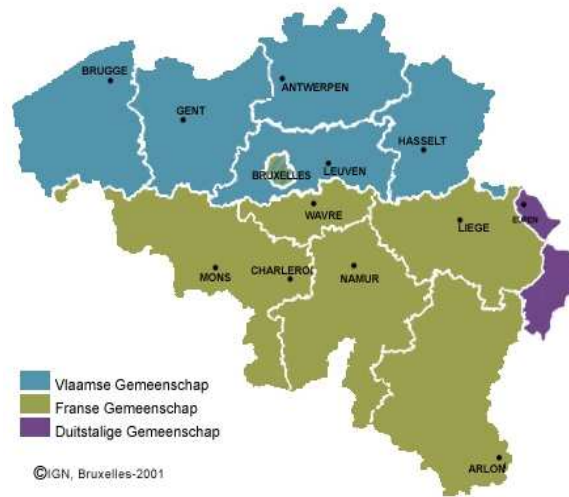 BRUGGE
ANTWERPEN
GENT
HASSELT
BRUXELLES
LEUVEN
WAVRE
EUPEN
LIEGE
MONS
CHARLEROI
NAMUR
Vlaamse Gemeenschap
Franse Gemeenschap
Duitstalige Gemeenschap
©IGN, Bruxelles-2001
ARLON